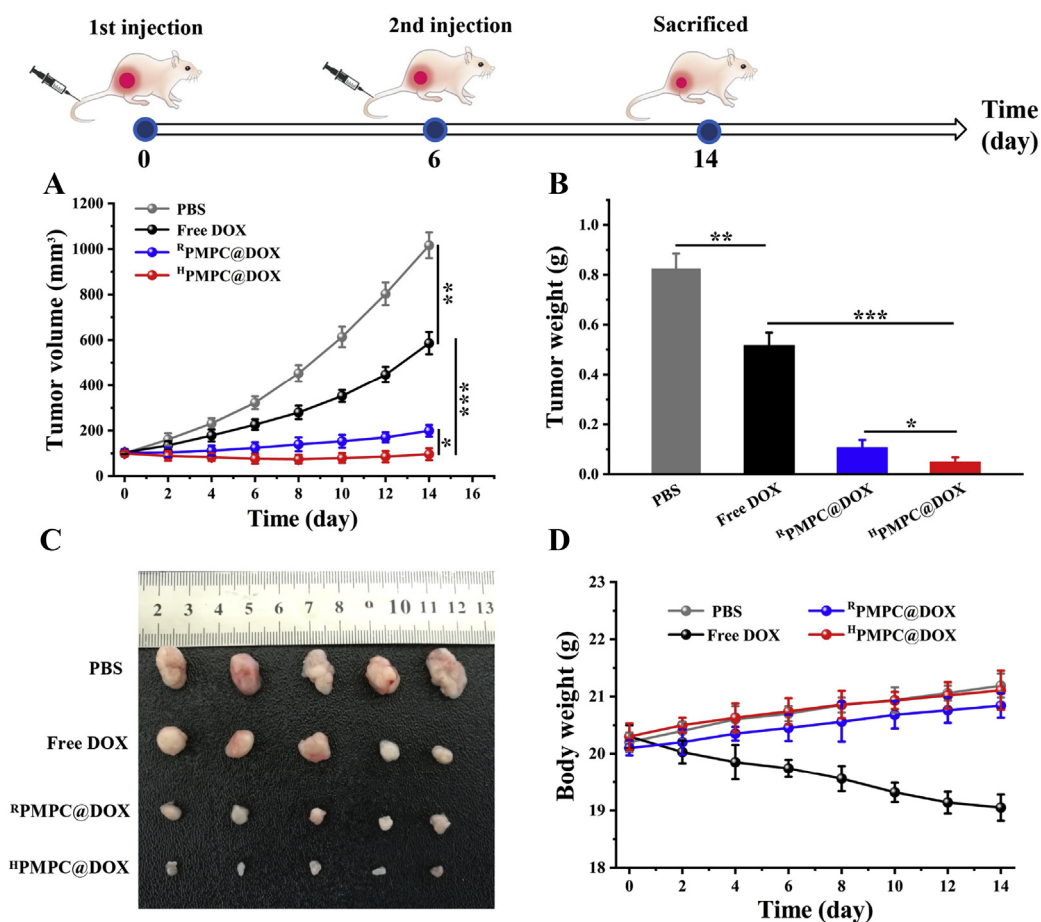 1st injection
2nd injection
Sacrificed
Time
(day)
0
6
14
A
PBS
Free DOX
ᴿPMPC@DOX
ᴴPMPC@DOX
1200
1000
800
600
400
200
0
Tumor volume (mm³)
**
***
*
0 2 4 6 8 10 12 14 16
Time (day)
B
1.0
0.8
0.6
0.4
0.2
0.0
Tumor weight (g)
**
***
*
PBS
Free DOX
ᴿPMPC@DOX
ᴴPMPC@DOX
C
2 3 4 5 6 7 8 9 10 11 12 13
PBS
Free DOX
ᴿPMPC@DOX
ᴴPMPC@DOX
D
PBS
Free DOX
ᴿPMPC@DOX
ᴴPMPC@DOX
23
22
21
20
19
18
Body weight (g)
0 2 4 6 8 10 12 14
Time (day)